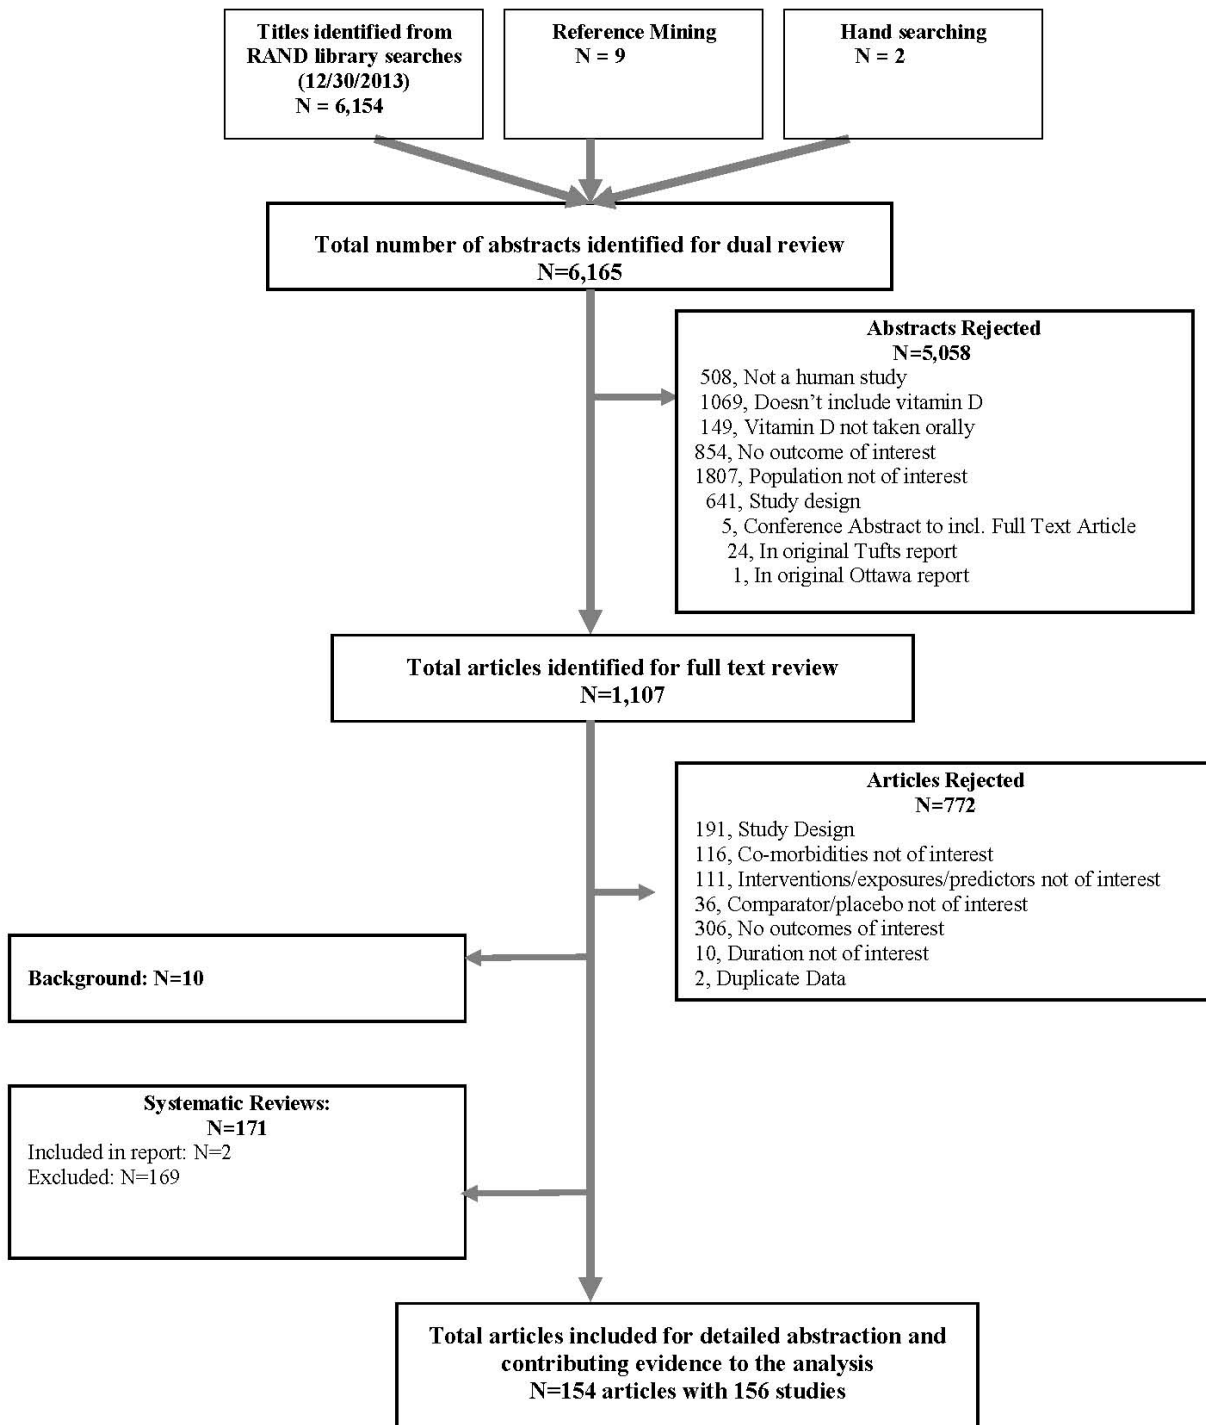 Titles identified from
RAND library searches
(12/30/2013)
N = 6,154
Reference Mining
N = 9
Hand searching
N = 2
Total number of abstracts identified for dual review
N=6,165
Abstracts Rejected
N=5,058
508, Not a human study
1069, Doesn’t include vitamin D
149, Vitamin D not taken orally
854, No outcome of interest
1807, Population not of interest
641, Study design
5, Conference Abstract to incl. Full Text Article
24, In original Tufts report
1, In original Ottawa report
Total articles identified for full text review
N=1,107
Articles Rejected
N=772
191, Study Design
116, Co-morbidities not of interest
111, Interventions/exposures/predictors not of interest
36, Comparator/placebo not of interest
306, No outcomes of interest
10, Duration not of interest
2, Duplicate Data
Background: N=10
Systematic Reviews:
N=171
Included in report: N=2
Excluded: N=169
Total articles included for detailed abstraction and
contributing evidence to the analysis
N=154 articles with 156 studies